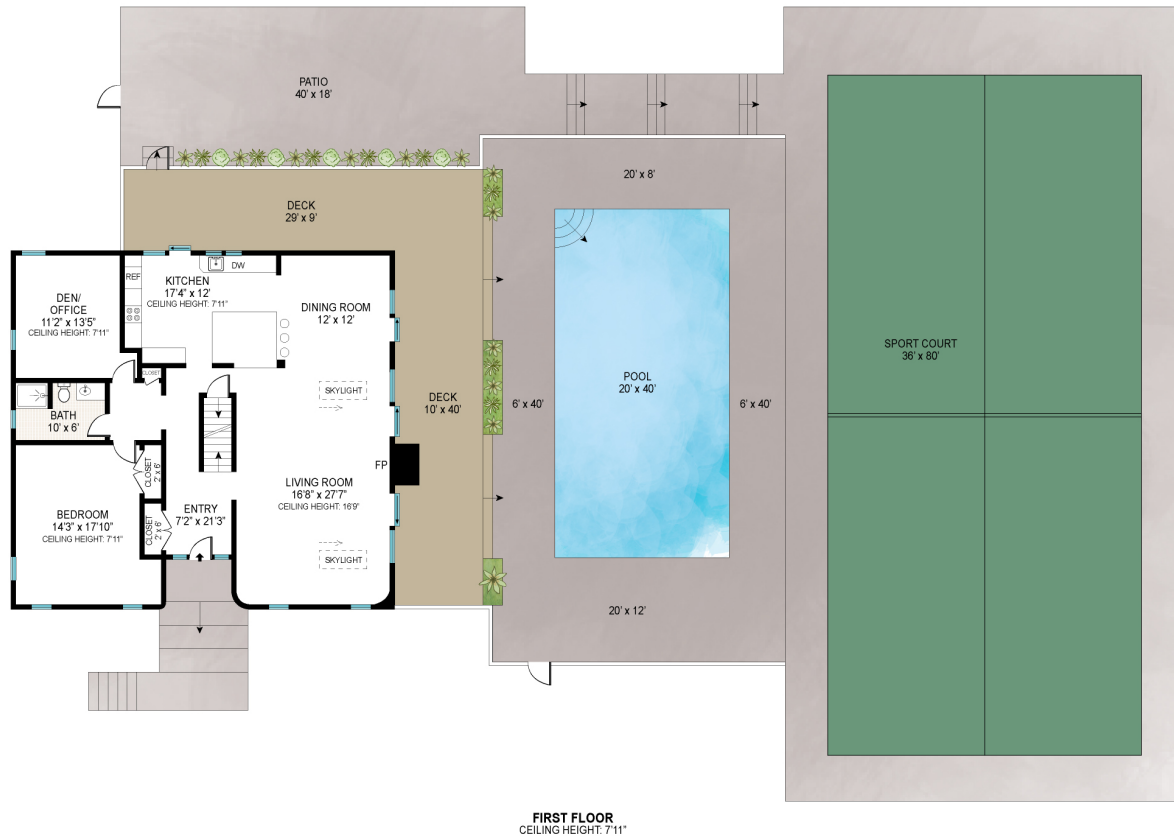 PATIO
40' x 18'
DECK
29' x 9'
20' x 8'
REF
DW
KITCHEN
17'4" x 12'
CEILING HEIGHT: 7'11"
DEN/
OFFICE
11'2" x 13'5"
CEILING HEIGHT: 7'11"
DINING ROOM
12' x 12'
SPORT COURT
36' x 80'
CLOSET
POOL
20' x 40'
SKYLIGHT
DECK
10' x 40'
6' x 40'
6' x 40'
BATH
10' x 6'
FP
CLOSET
2' x 6'
LIVING ROOM
16'8" x 27'7"
CEILING HEIGHT: 16'9"
BEDROOM
14'3" x 17'10"
CEILING HEIGHT: 7'11"
CLOSET
2' x 6'
ENTRY
7'2" x 21'3"
SKYLIGHT
20' x 12'
FIRST FLOOR
CEILING HEIGHT: 7'11"